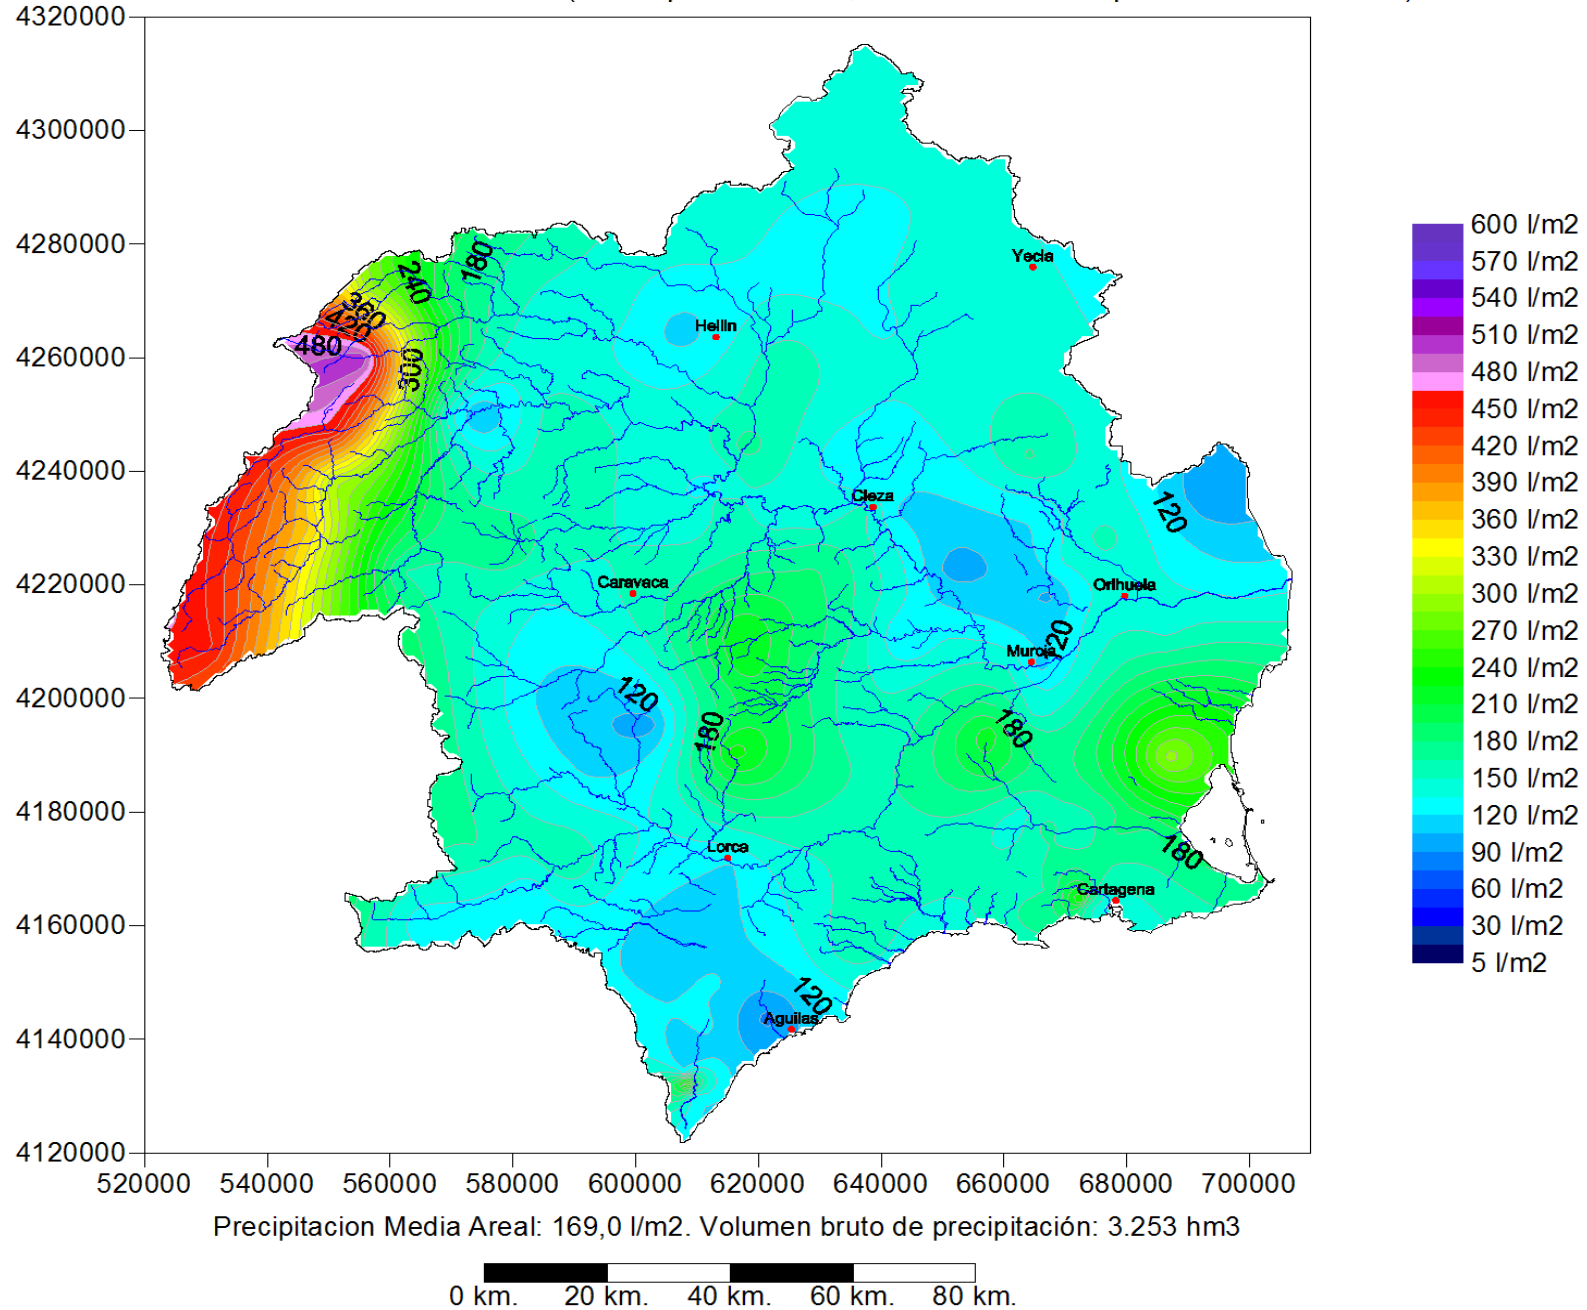 4320000
4300000
4280000
4260000
4240000
4220000
4200000
4180000
4160000
4140000
4120000
520000 540000 560000 580000 600000 620000 640000 660000 680000 700000
180
240
360
420
480
300
Yecla
Hellin
Cieza
120
Caravaca
Orihuela
120
Murcia
120
180
180
Lorca
180
Cartagena
120
Aguilas
600 l/m2
570 l/m2
540 l/m2
510 l/m2
480 l/m2
450 l/m2
420 l/m2
390 l/m2
360 l/m2
330 l/m2
300 l/m2
270 l/m2
240 l/m2
210 l/m2
180 l/m2
150 l/m2
120 l/m2
90 l/m2
60 l/m2
30 l/m2
5 l/m2
Precipitacion Media Areal: 169,0 l/m2. Volumen bruto de precipitación: 3.253 hm3
0 km. 20 km. 40 km. 60 km. 80 km.